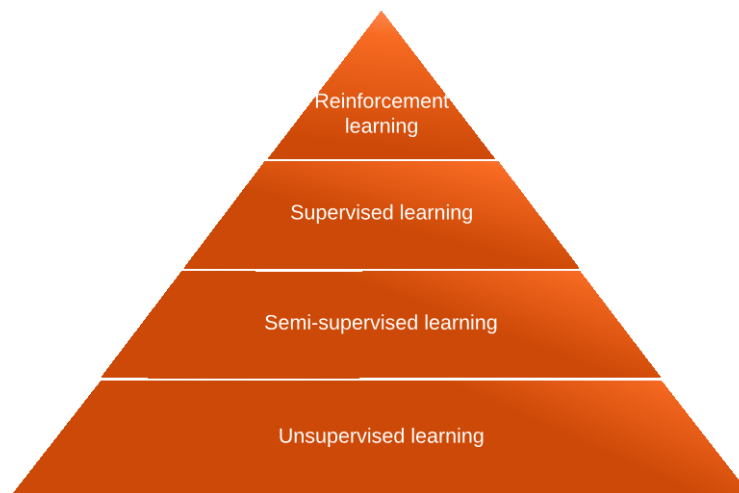 Reinforcement
learning
Supervised learning
Semi-supervised learning
Unsupervised learning